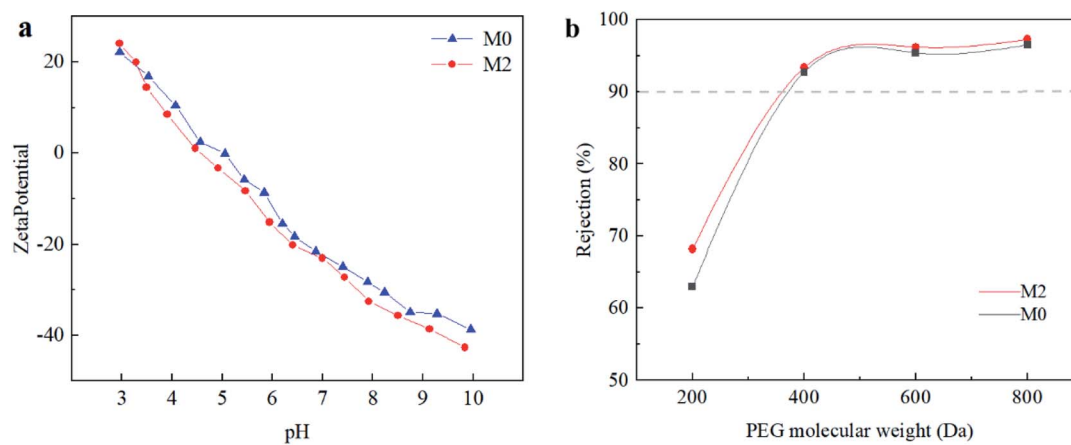 a
M0
M2
20
0
-20
-40
ZetaPotential
3 4 5 6 7 8 9 10
pH
b
100
90
80
70
60
50
Rejection (%)
M2
M0
200 400 600 800
PEG molecular weight (Da)